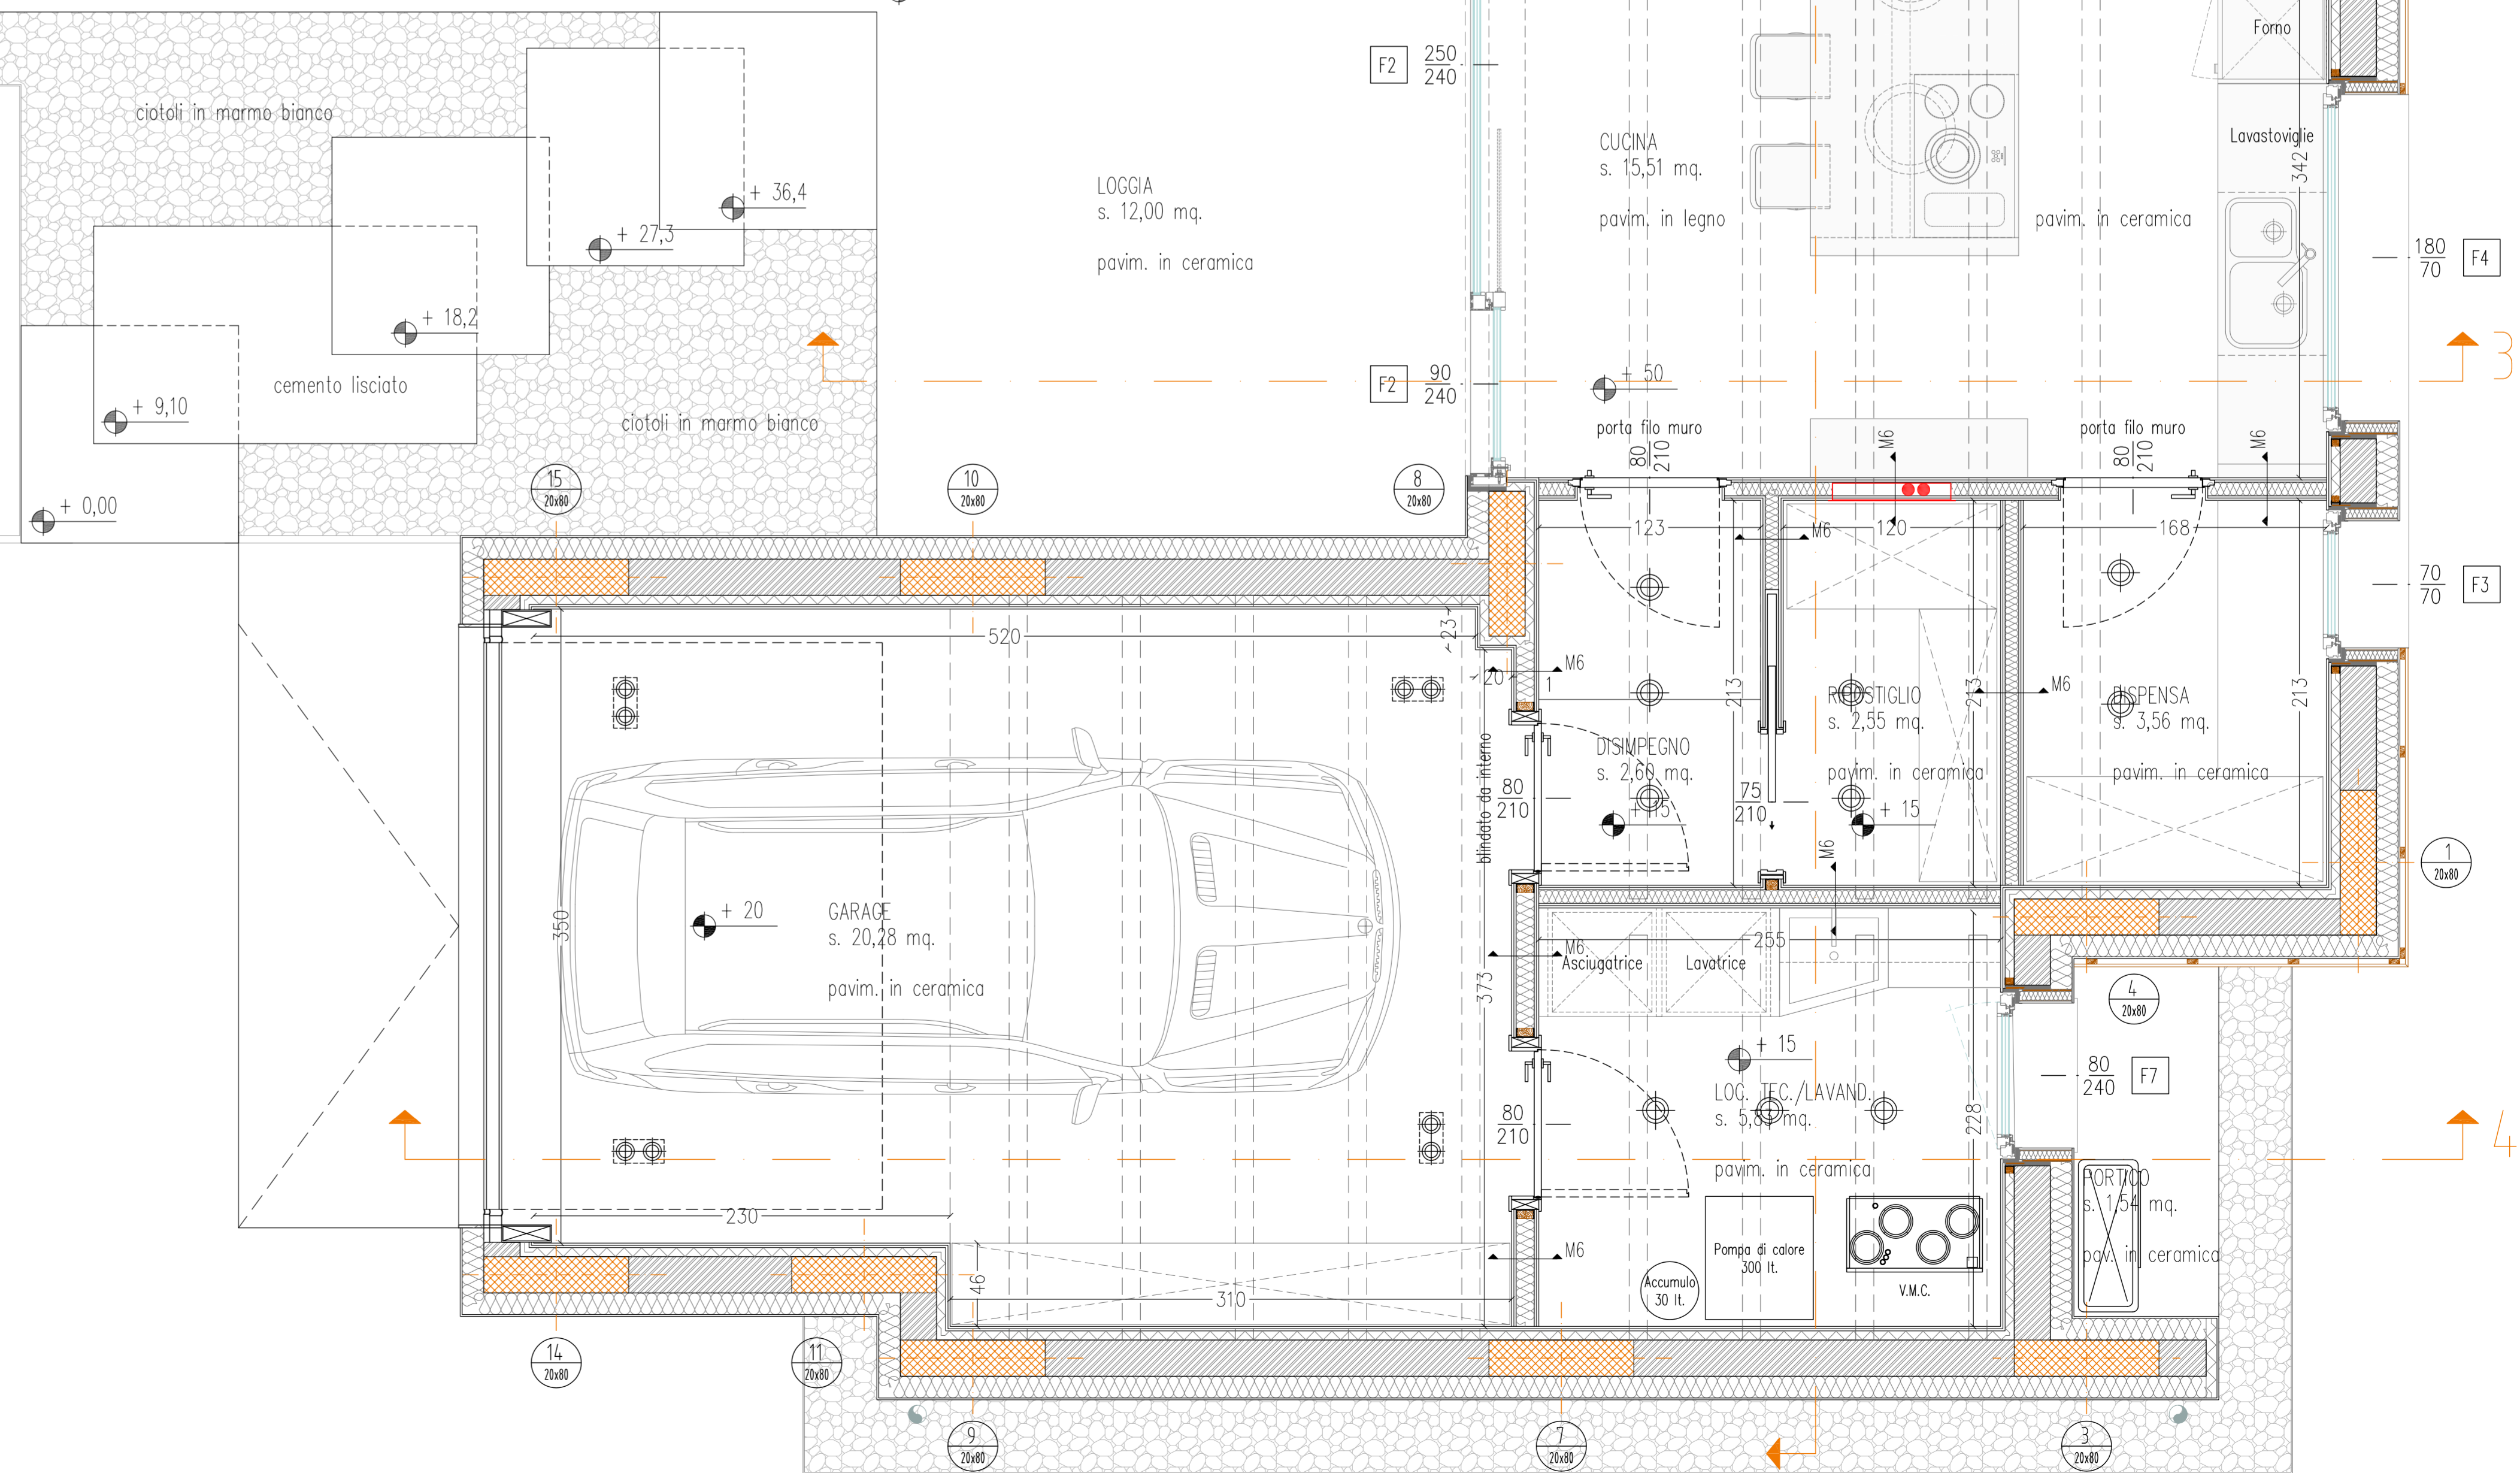 Forno
F2
250
240
ciotoli in marmo bianco
Lavastoviglie
CUCINA
s. 15,51 mq.
pavim. in legno
342
LOGGIA
s. 12,00 mq.
pavim. in ceramica
+ 36,4
pavim. in ceramica
+ 27,3
180
70
F4
+ 18,2
3
cemento lisciato
F2
90
240
+ 50
+ 9,10
ciotoli in marmo bianco
porta filo muro
80
210
M6
porta filo muro
80
210
M6
15
20x80
10
20x80
8
20x80
+ 0,00
123
M6
120
168
70
70
F3
520
23
20
M6
1
213
RIPOSTIGLIO
s. 2,55 mq.
pavim. in ceramica
213
M6
DISPENSA
s. 3,56 mq.
pavim. in ceramica
213
blindato da interno
DISIMPEGNO
s. 2,60 mq.
80
210
+ 15
75
210
+ 15
M6
1
20x80
350
+ 20
GARAGE
s. 20,28 mq.
pavim. in ceramica
373
M6
255
Asciugatrice
Lavatrice
4
20x80
+ 15
80
240
F7
LOC. TEC./LAVAND.
s. 5,83 mq.
pavim. in ceramica
80
210
228
4
PORTICO
s. 1,54 mq.
pav. in ceramica
230
46
310
M6
Pompa di calore
300 lt.
Accumulo
30 lt.
V.M.C.
14
20x80
11
20x80
9
20x80
7
20x80
3
20x80